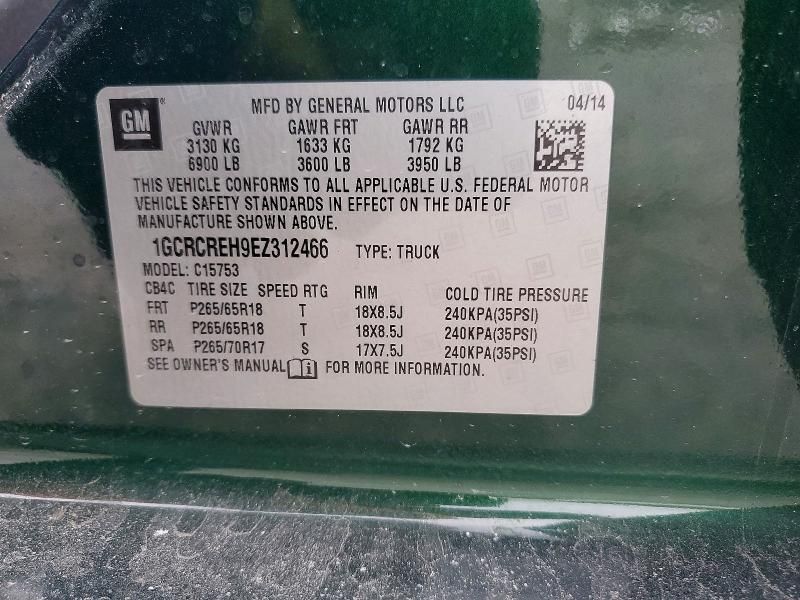 GM ®
MFD BY GENERAL MOTORS LLC 04/14
GVWR GAWR FRT GAWR RR
3130 KG 1633 KG 1792 KG
6900 LB 3600 LB 3950 LB
THIS VEHICLE CONFORMS TO ALL APPLICABLE U.S. FEDERAL MOTOR
VEHICLE SAFETY STANDARDS IN EFFECT ON THE DATE OF
MANUFACTURE SHOWN ABOVE.
1GCRCREH9EZ312466 TYPE: TRUCK
MODEL: C15753
CB4C TIRE SIZE SPEED RTG RIM COLD TIRE PRESSURE
FRT P265/65R18 T 18X8.5J 240KPA(35PSI)
RR P265/65R18 T 18X8.5J 240KPA(35PSI)
SPA P265/70R17 S 17X7.5J 240KPA(35PSI)
SEE OWNER'S MANUAL FOR MORE INFORMATION.